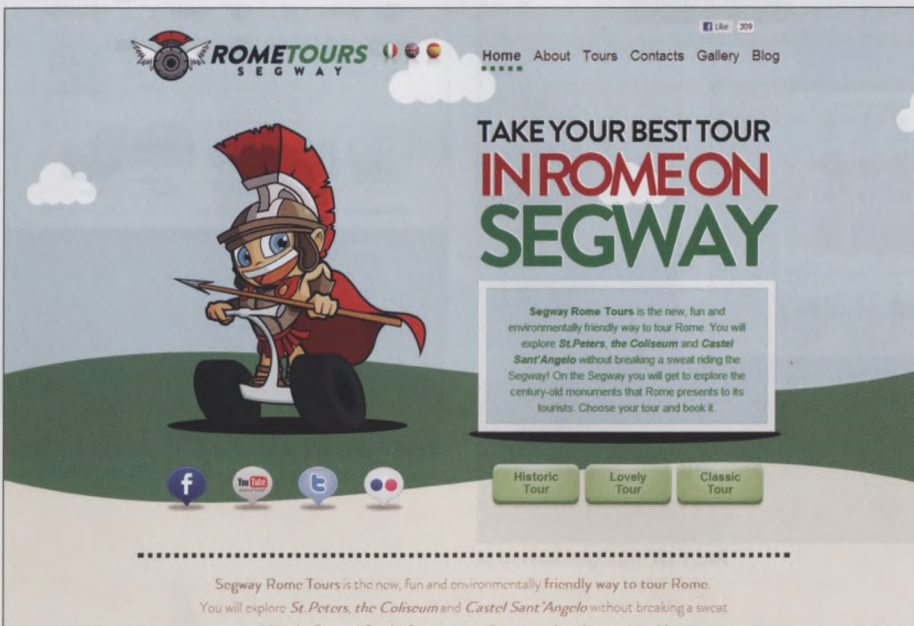 Like 309
ROMETOURS
SEGWAY
Home About Tours Contacts Gallery Blog
TAKE YOUR BEST TOUR
IN ROME ON
SEGWAY
Segway Rome Tours is the new, fun and
environmentally friendly way to tour Rome. You will
explore St.Peters, the Coliseum and Castel
Sant'Angelo without breaking a sweat riding the
Segway! On the Segway you will get to explore the
century-old monuments that Rome presents to its
tourists. Choose your tour and book it.
f
You Tube
t
Historic
Tour
Lovely
Tour
Classic
Tour
Segway Rome Tours is the new, fun and environmentally friendly way to tour Rome.
You will explore St.Peters, the Coliseum and Castel Sant'Angelo without breaking a sweat